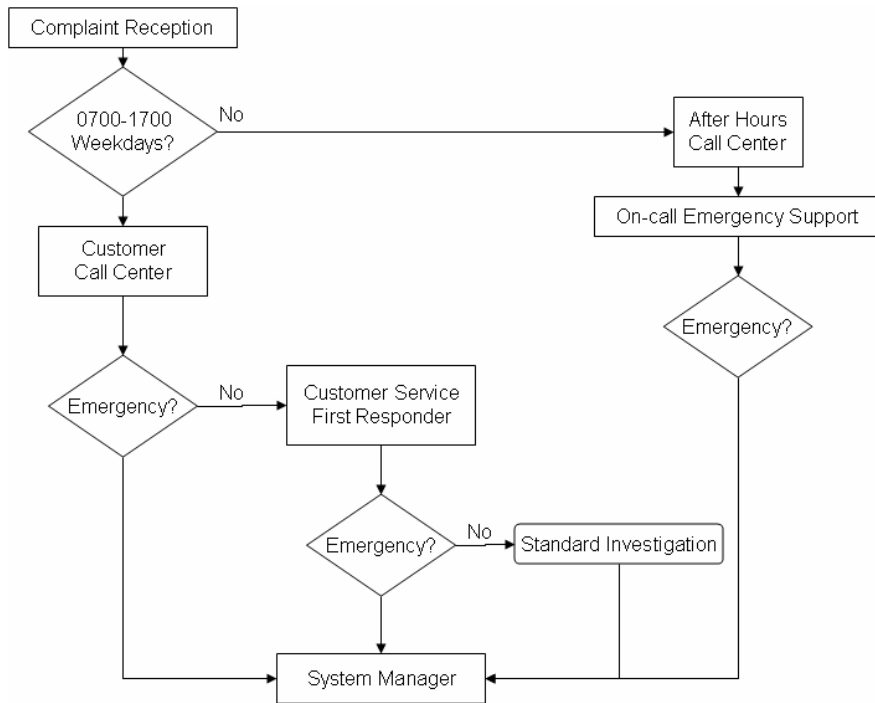 Complaint Reception
0700-1700
Weekdays?
No
After Hours
Call Center
On-call Emergency Support
Customer
Call Center
Emergency?
Emergency?
No
Customer Service
First Responder
Emergency?
No
Standard Investigation
System Manager